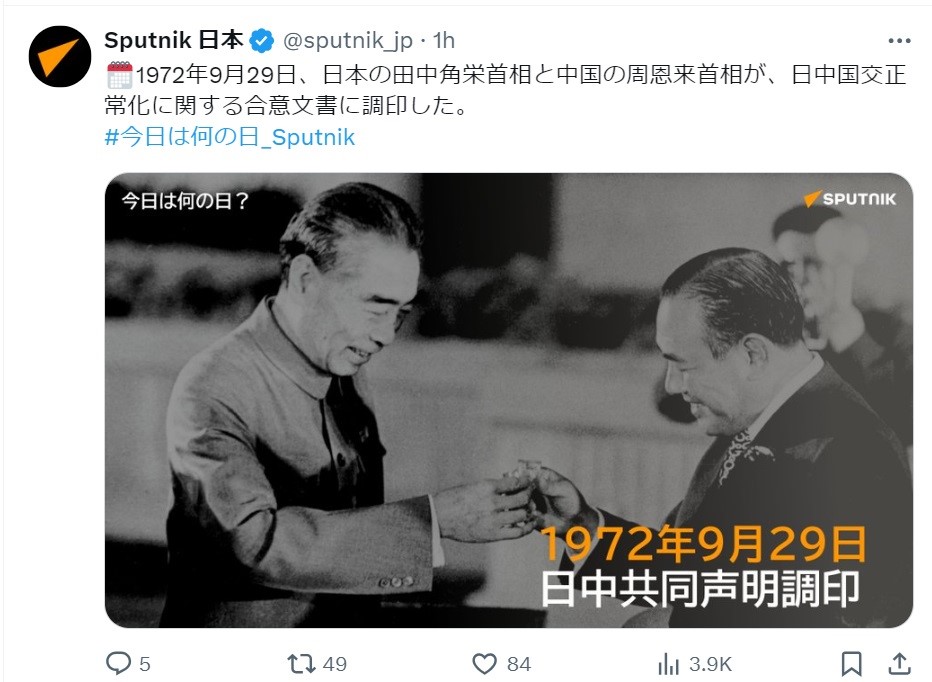 Sputnik 日本 @sputnik_jp · 1h
🗓️1972年9月29日、日本の田中角栄首相と中国の周恩来首相が、日中国交正
常化に関する合意文書に調印した。
#今日は何の日_Sputnik
今日は何の日？
SPUTNIK
1972年9月29日
日中共同声明調印
5 49 84 3.9K